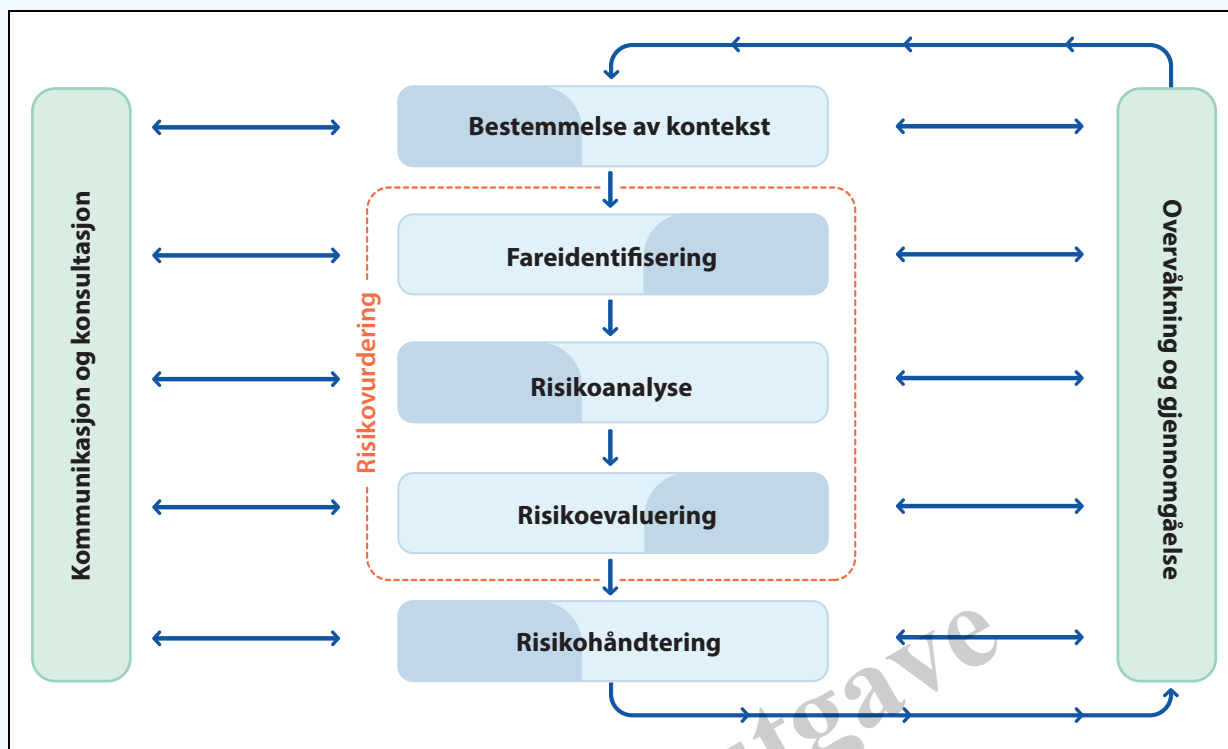 Kommunikasjon og konsultasjon
Bestemmelse av kontekst
Risikovurdering
Fareidentifisering
Risikoanalyse
Risikoevaluering
Risikohåndtering
Overvåkning og gjennomgåelse